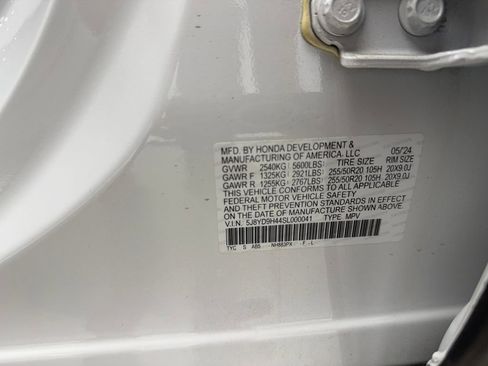 MFD. BY HONDA DEVELOPMENT & 05/24
MANUFACTURING OF AMERICA, LLC
GVWR 2540KG( 5600LBS) TIRE SIZE RIM SIZE
GAWR F 1325KG( 2921LBS) 255/50R20 105H 20X9.0J
GAWR R 1255KG( 2767LBS) 255/50R20 105H 20X9.0J
THIS VEHICLE CONFORMS TO ALL APPLICABLE
FEDERAL MOTOR VEHICLE SAFETY
AND THEFT PREVENTION STANDARDS IN EFFECT
ON THE DATE OF MANUFACTURE SHOWN ABOVE.
V.I.N.: 5J8YD9H44SL000041 TYPE: MPV
TYC S AB5 NH883PX F - L